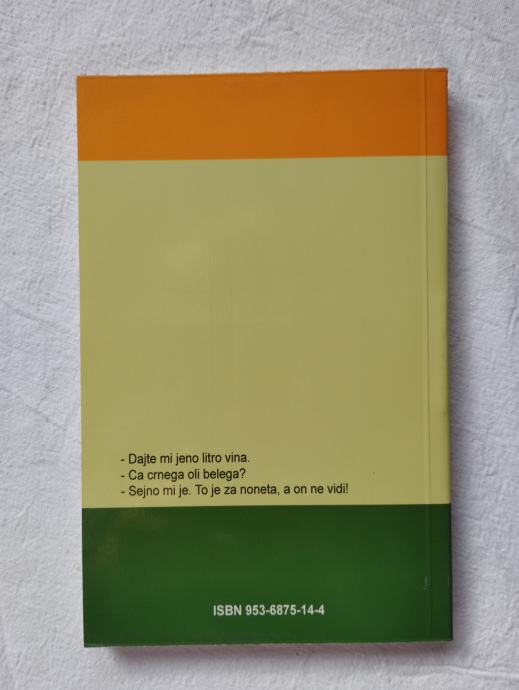 - Dajte mi jeno litro vina.
- Ca crnega oli belega?
- Sejno mi je. To je za noneta, a on ne vidi!
ISBN 953-6875-14-4